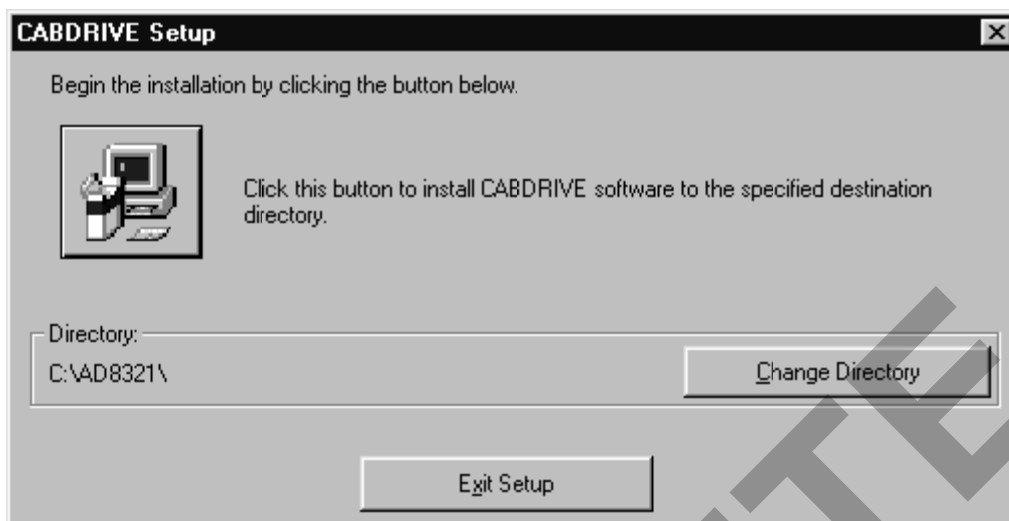 CABDRIVE Setup
Begin the installation by clicking the button below.
Click this button to install CABDRIVE software to the specified destination
directory.
Directory:
C:\AD8321\
Change Directory
Exit Setup